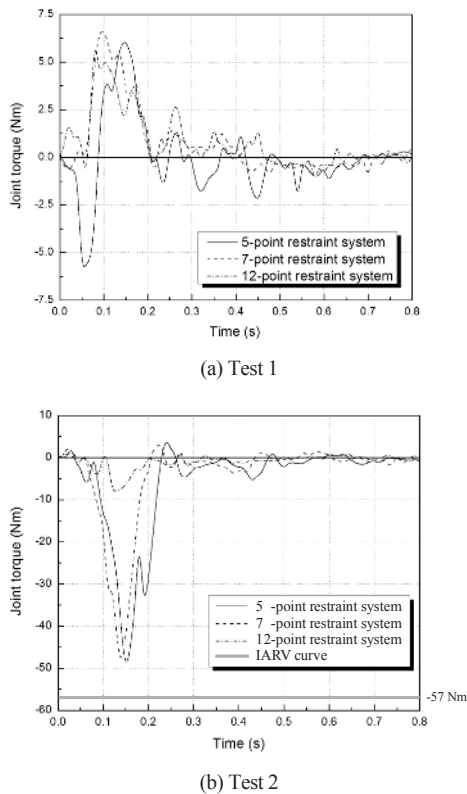 7.5
5.0
2.5
0.0
-2.5
-5.0
7.5
Joint torque (Nm)
5-point restraint system
7-point restraint system
12-point restraint system
0.0 0.1 0.2 0.3 0.4 0.5 0.6 0.7 0.8
Time (s)
(a) Test 1
10
0
-10
-20
-30
-40
-50
-60
Joint torque (Nm)
5 -point restraint system
7 -point restraint system
12-point restraint system
IARV curve
-57 Nm
0.0 0.1 0.2 0.3 0.4 0.5 0.6 0.7 0.8
Time (s)
(b) Test 2